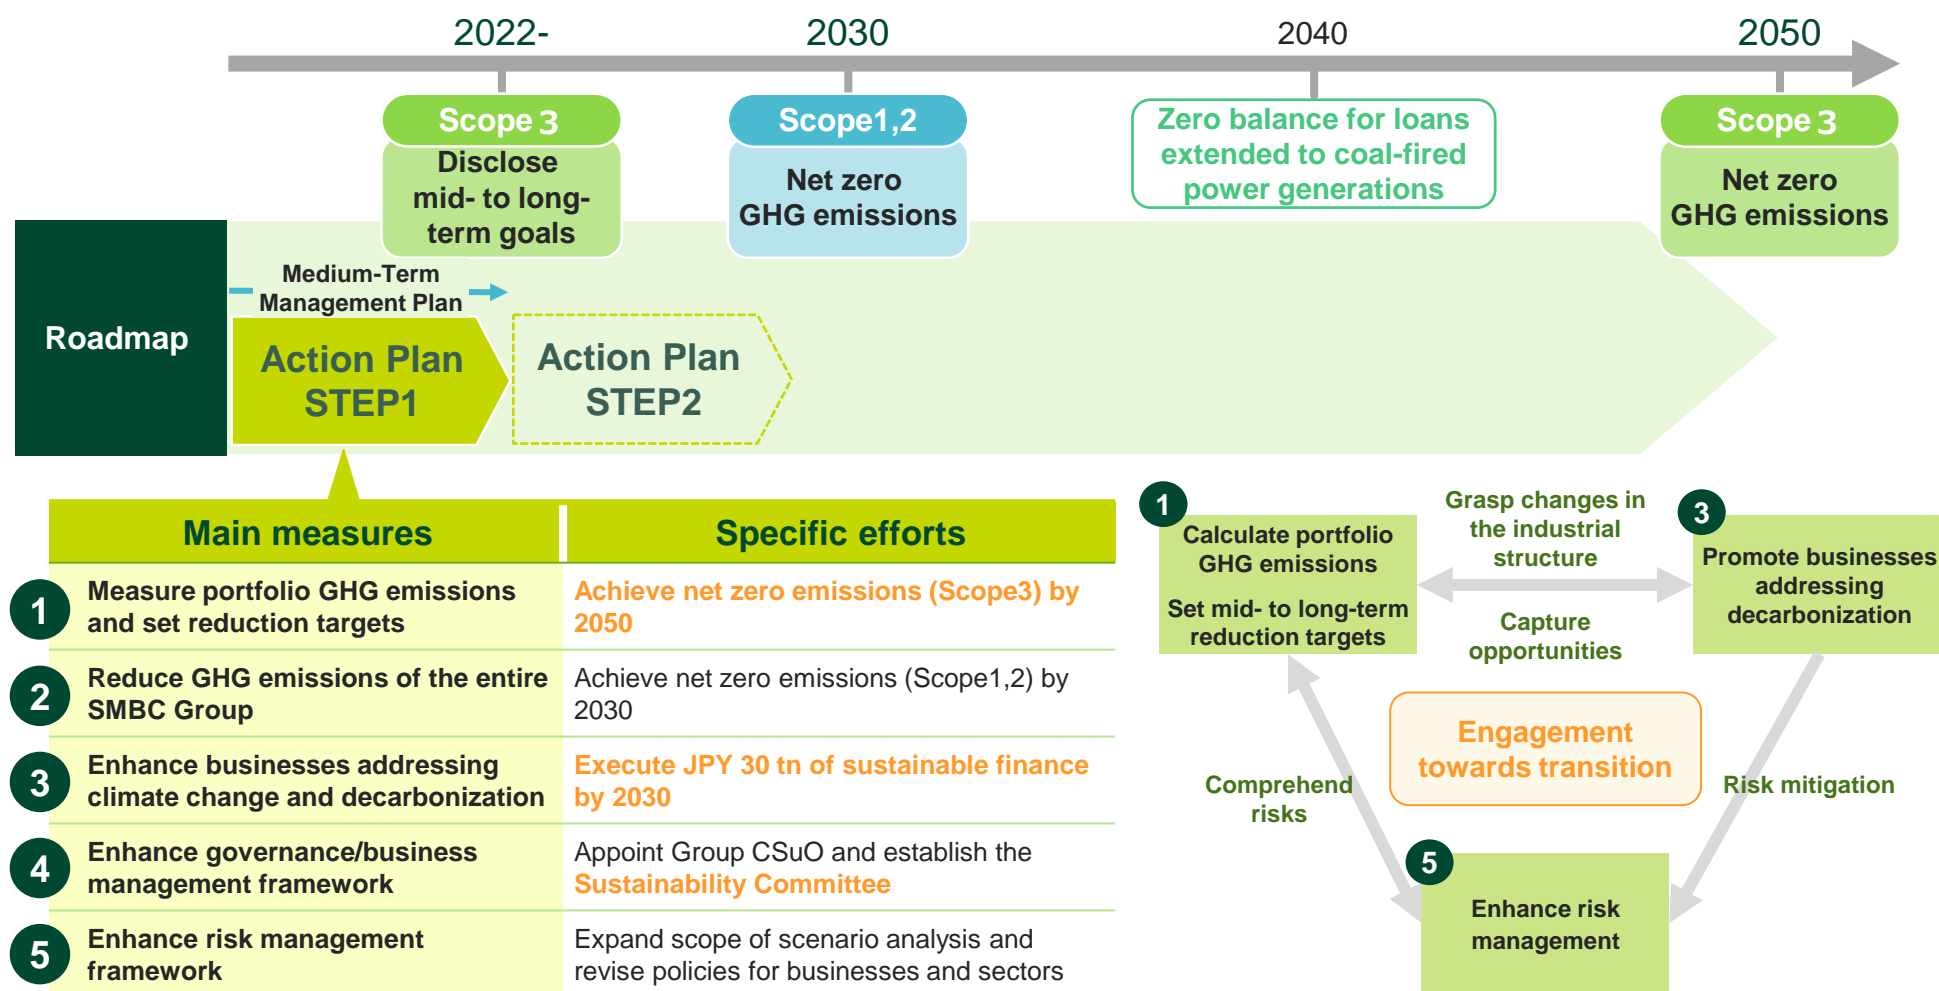 2022-
2030
2040
2050
Scope 3
Disclose
mid- to long-
term goals
Scope1,2
Net zero
GHG emissions
Zero balance for loans
extended to coal-fired
power generations
Scope 3
Net zero
GHG emissions
Roadmap
Medium-Term
Management Plan
Action Plan
STEP1
Action Plan
STEP2
Main measures
Specific efforts
1
Measure portfolio GHG emissions
and set reduction targets
Achieve net zero emissions (Scope3) by
2050
2
Reduce GHG emissions of the entire
SMBC Group
Achieve net zero emissions (Scope1,2) by
2030
3
Enhance businesses addressing
climate change and decarbonization
Execute JPY 30 tn of sustainable finance
by 2030
4
Enhance governance/business
management framework
Appoint Group CSuO and establish the
Sustainability Committee
5
Enhance risk management
framework
Expand scope of scenario analysis and
revise policies for businesses and sectors
1
Calculate portfolio
GHG emissions
Set mid- to long-term
reduction targets
Grasp changes in
the industrial
structure
Capture
opportunities
3
Promote businesses
addressing
decarbonization
Engagement
towards transition
Comprehend
risks
Risk mitigation
5
Enhance risk
management